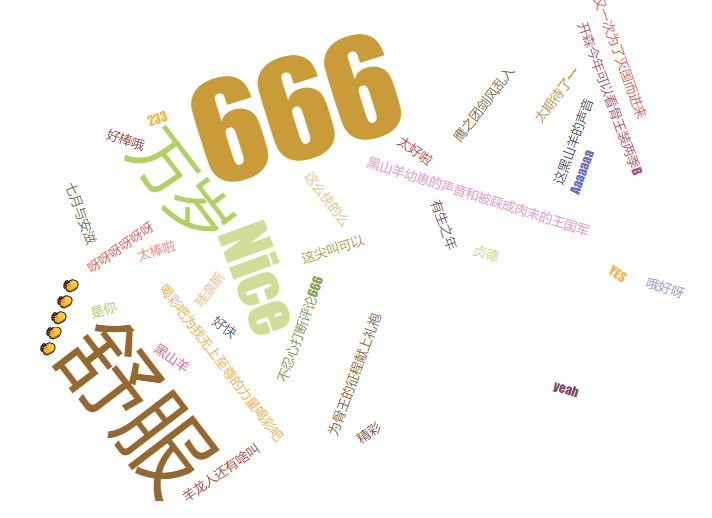 666
233
好棒哦
万岁
七月与安滋
呀呀呀呀呀呀
太棒啦
Nice
是你
舒服
黑山羊
哇奈斯
好快
喝彩吧为我无上至尊的力量喝彩吧
羊龙人还有啥叫
这么快的么
这尖叫可以
不忍心打断评论666
为骨王的征程献上礼袍
精彩
太好啦
黑山羊幼崽的声音和被踩成肉末的王国军
有生之年
贞德
鹰之团剑风乱入
太期待了~~
这黑山羊的声音
Aaaaaaa
又一次为了灭国而进来
开森今年可以看骨王装两季B
YES
哦好呀
yeah